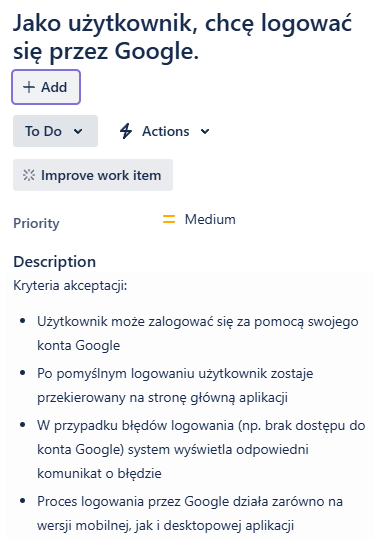 Jako użytkownik, chcę logować
się przez Google.
+ Add
To Do
Actions
Improve work item
Priority
Medium
Description
Kryteria akceptacji:
• Użytkownik może zalogować się za pomocą swojego
konta Google
• Po pomyślnym logowaniu użytkownik zostaje
przekierowany na stronę główną aplikacji
• W przypadku błędów logowania (np. brak dostępu do
konta Google) system wyświetla odpowiedni
komunikat o błędzie
• Proces logowania przez Google działa zarówno na
wersji mobilnej, jak i desktopowej aplikacji